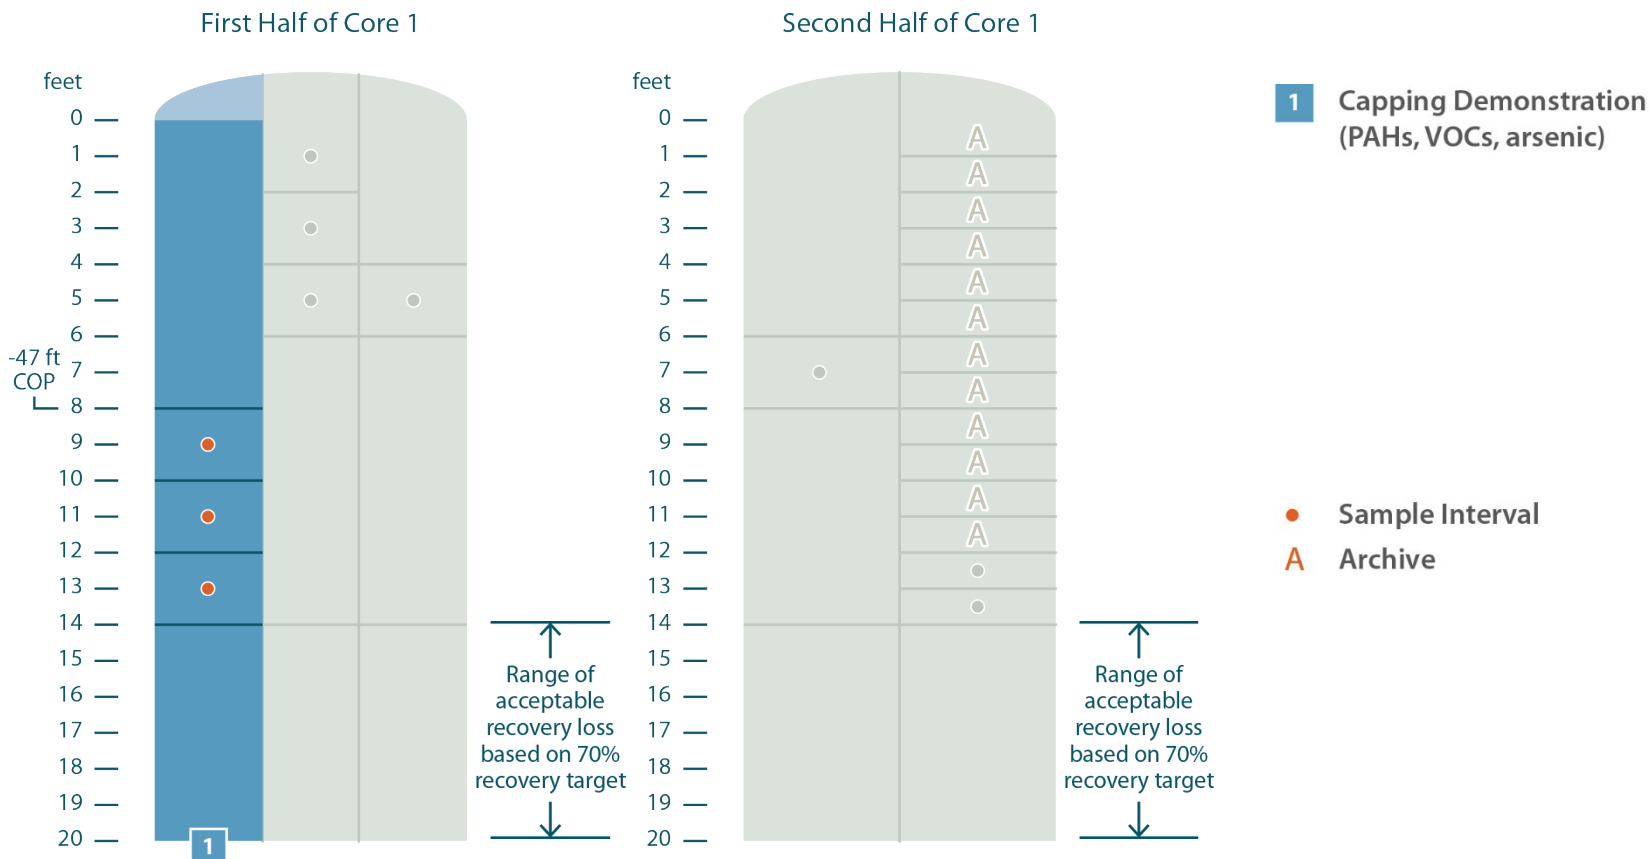 First Half of Core 1
feet
0
1
2
3
4
5
6
-47 ft
COP
7
8
9
10
11
12
13
14
15
16
17
18
19
20
1
Range of
acceptable
recovery loss
based on 70%
recovery target
Second Half of Core 1
feet
0
1
2
3
4
5
6
7
8
9
10
11
12
13
14
15
16
17
18
19
20
A
A
A
A
A
A
A
A
A
A
A
A
Range of
acceptable
recovery loss
based on 70%
recovery target
1 Capping Demonstration
(PAHs, VOCs, arsenic)
Sample Interval
A Archive